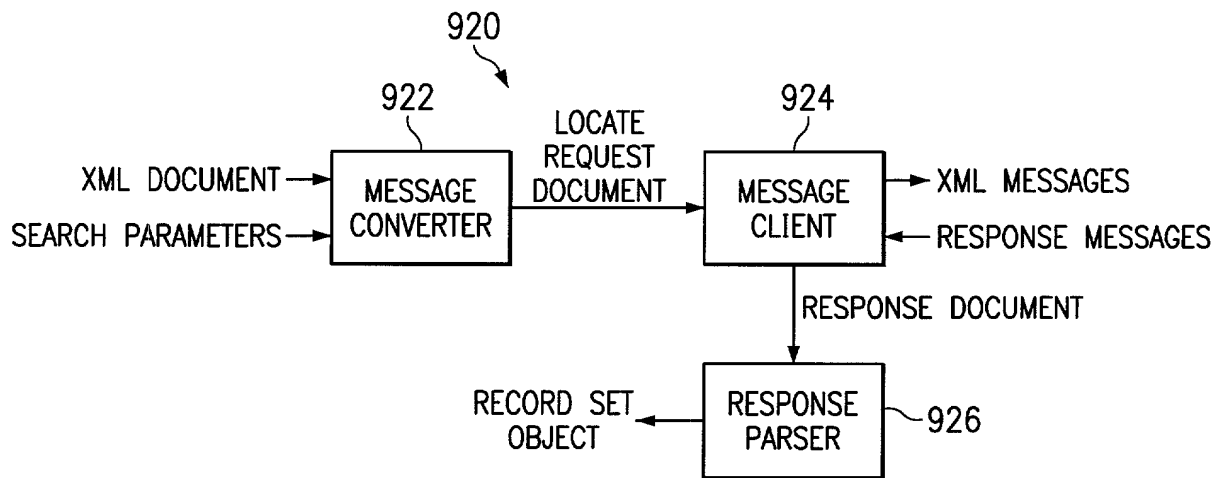 920
922
924
LOCATE
REQUEST
DOCUMENT
XML DOCUMENT
SEARCH PARAMETERS
MESSAGE
CONVERTER
MESSAGE
CLIENT
XML MESSAGES
RESPONSE MESSAGES
RESPONSE DOCUMENT
RECORD SET
OBJECT
RESPONSE
PARSER
926